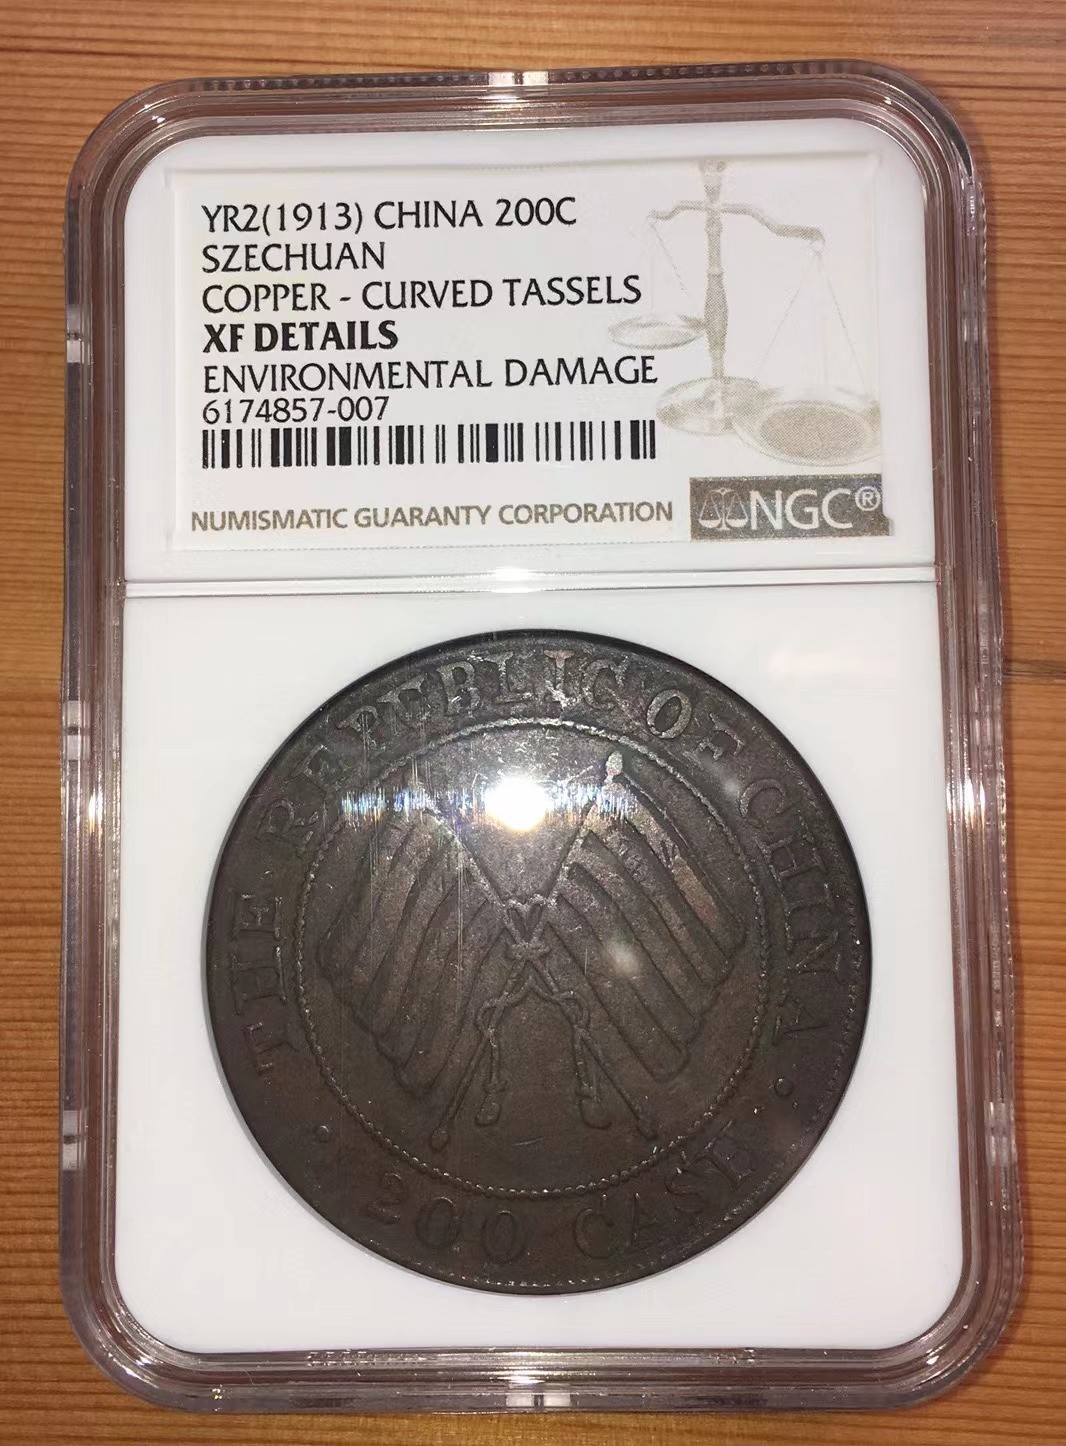 YR2(1913) CHINA 200C
SZECHUAN
COPPER - CURVED TASSELS
XF DETAILS
ENVIRONMENTAL DAMAGE
6174857-007
NUMISMATIC GUARANTY CORPORATION
NGC®
THE REPUBLIC OF CHINA
200 CASH